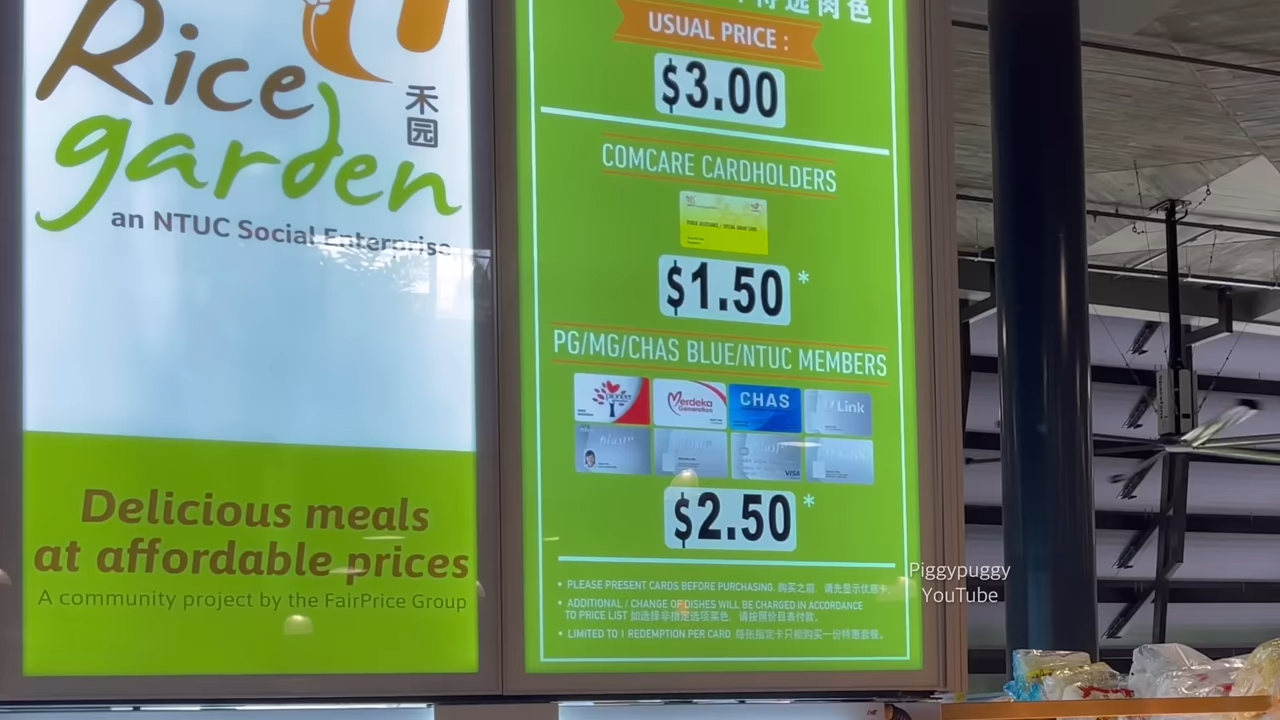 Rice
garden
禾
园
an NTUC Social Enterprise
Delicious meals
at affordable prices
A community project by the FairPrice Group
USUAL PRICE :
$3.00
COMCARE CARDHOLDERS
$1.50*
PG/MG/CHAS BLUE/NTUC MEMBERS
Merdeka
Generation
CHAS
Link
VISA
$2.50*
• PLEASE PRESENT CARDS BEFORE PURCHASING. 购买之前，请先显示优惠卡。
• ADDITIONAL / CHANGE OF DISHES WILL BE CHARGED IN ACCORDANCE
TO PRICE LIST 如选择非指定选项菜色，请按照价目表付款。
• LIMITED TO 1 REDEMPTION PER CARD 每张指定卡只能购买一份特惠套餐。
Piggypuggy
YouTube